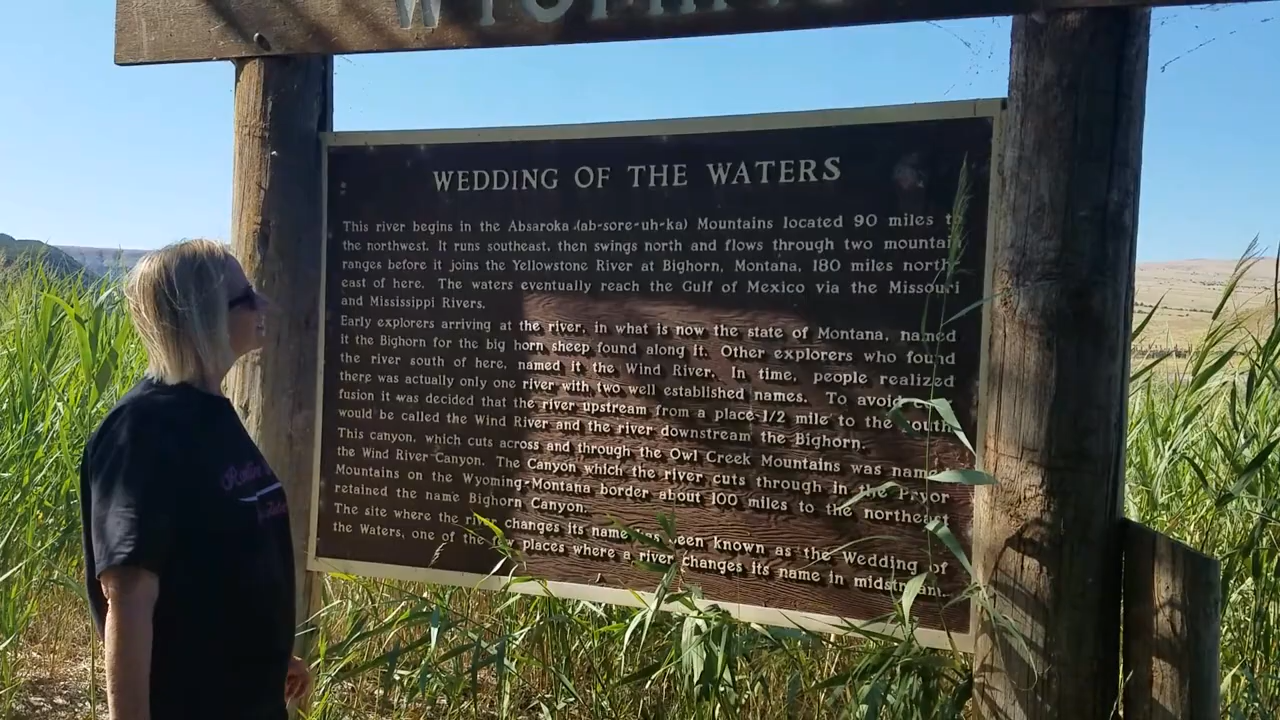 WYOMING
WEDDING OF THE WATERS
This river begins in the Absaroka (ab-sore-uh-ka) Mountains located 90 miles to
the northwest. It runs southeast, then swings north and flows through two mountain
ranges before it joins the Yellowstone River at Bighorn, Montana, 180 miles north
east of here. The waters eventually reach the Gulf of Mexico via the Missouri
and Mississippi Rivers.
Early explorers arriving at the river, in what is now the state of Montana, named
it the Bighorn for the big horn sheep found along it. Other explorers who found
the river south of here, named it the Wind River. In time, people realized
there was actually only one river with two well established names. To avoid con-
fusion it was decided that the river upstream from a place 1/2 mile to the south
would be called the Wind River and the river downstream the Bighorn.
This canyon, which cuts across and through the Owl Creek Mountains was named
the Wind River Canyon. The Canyon which the river cuts through in the Pryor
Mountains on the Wyoming-Montana border about 100 miles to the northeast
retained the name Bighorn Canyon.
The site where the river changes its name has been known as the Wedding of
the Waters, one of the few places where a river changes its name in midstream.